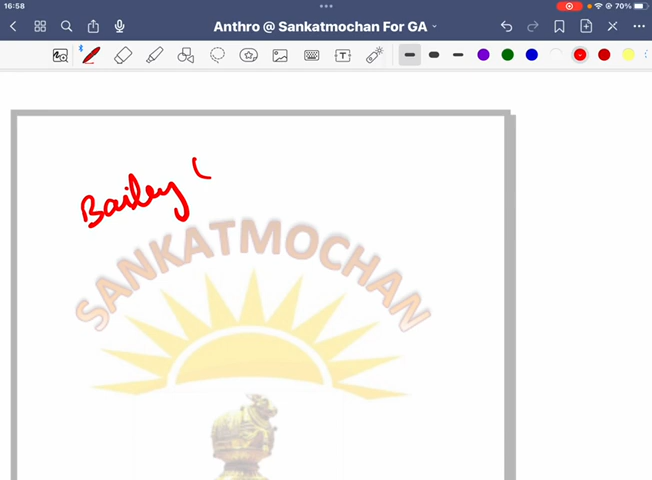 16:58
70%
Anthro @ Sankatmochan For GA
Bailey (
SANKATMOCHAN